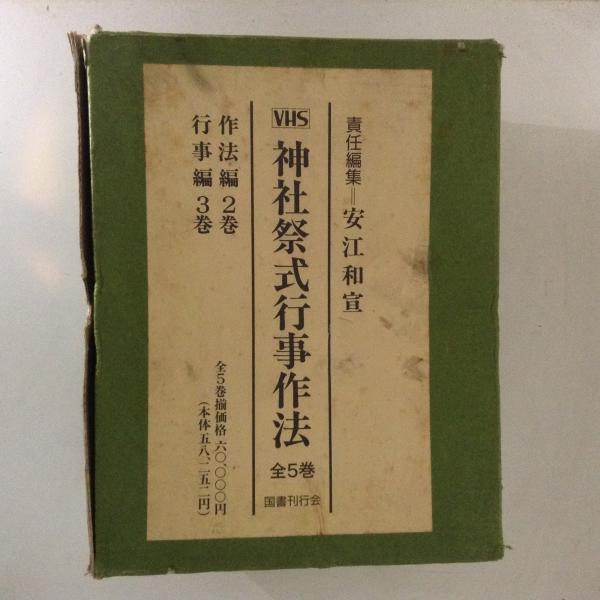 責任編集＝安江和宣
VHS
神社祭式行事作法
全5巻
国書刊行会
作法編2巻
行事編3巻
全5巻揃価格 六〇、〇〇〇円
（本体五八、二五二円）